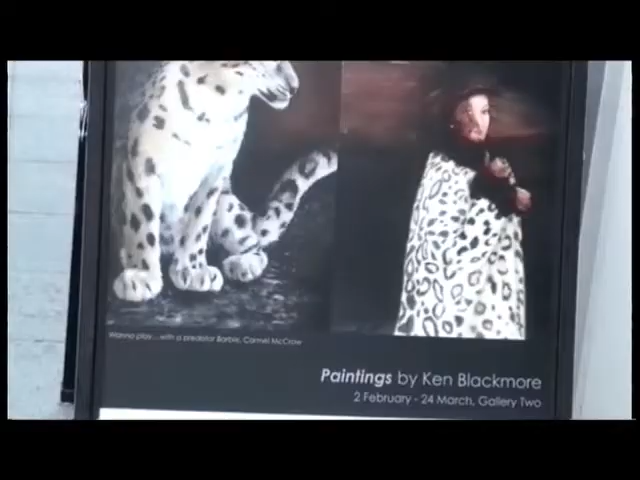 Wanna play... with a predator Barbie, Carmel McCrow
Paintings by Ken Blackmore
2 February - 24 March, Gallery Two